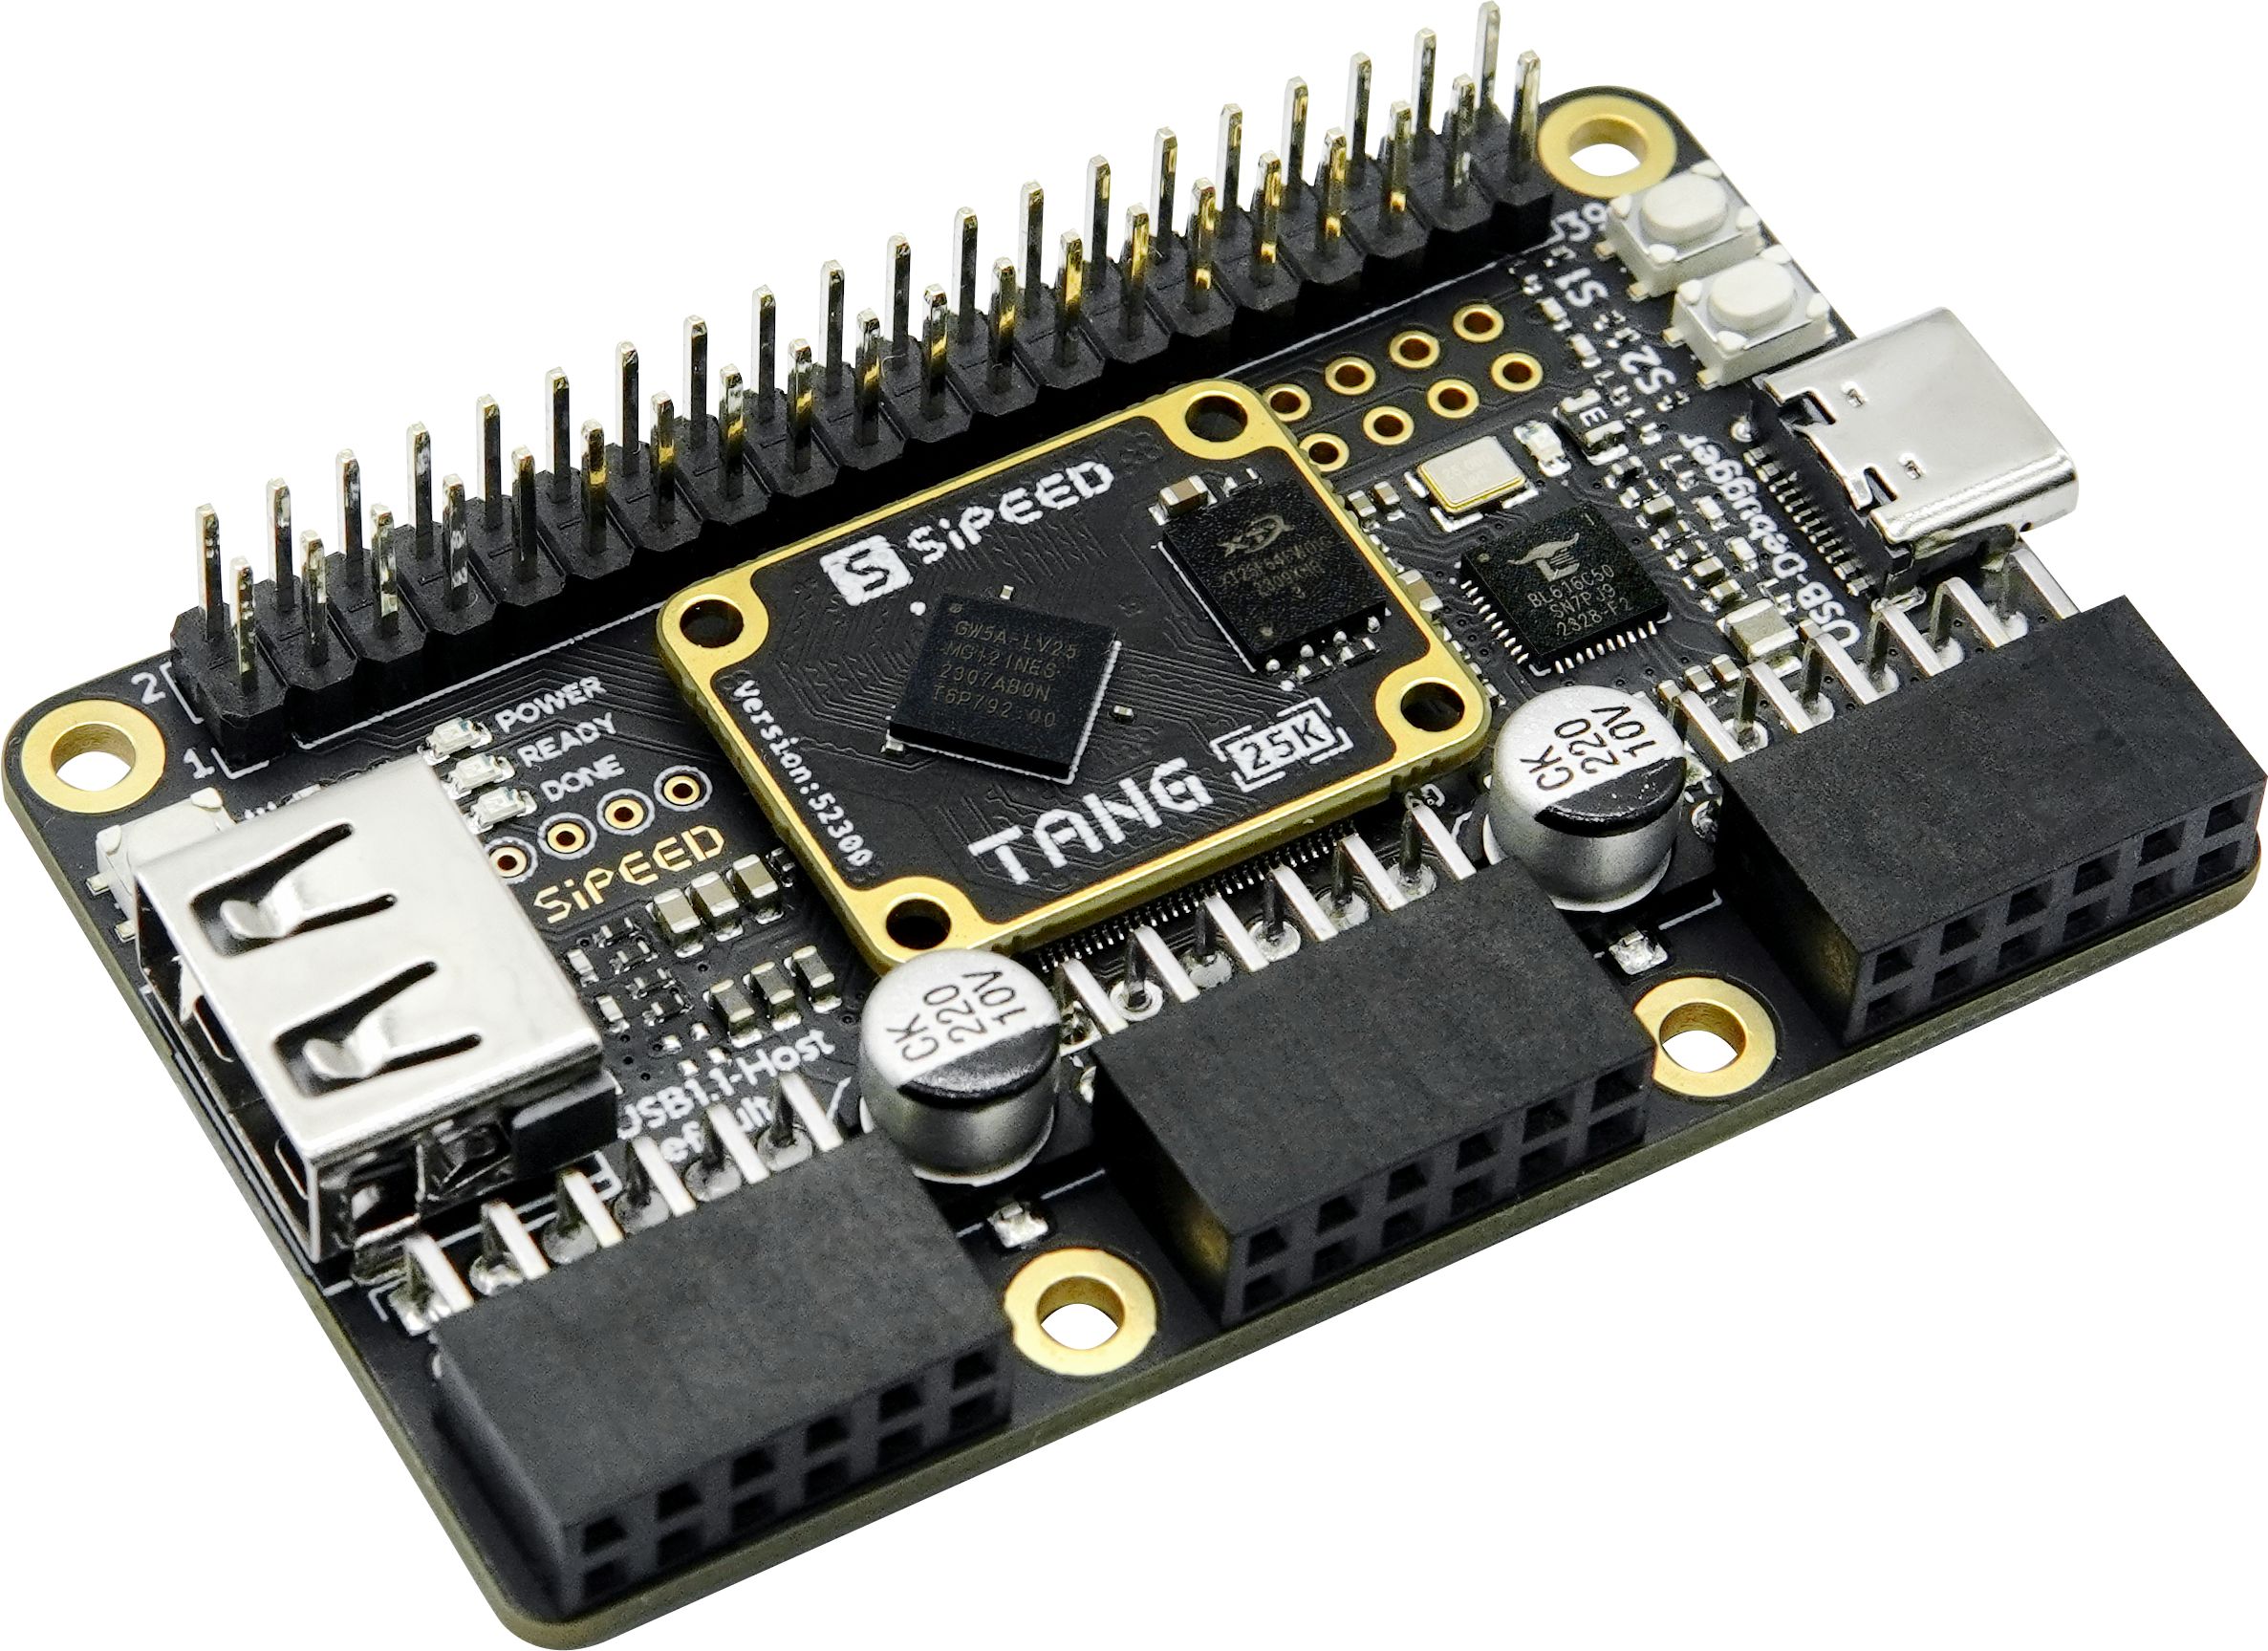 S1
S2
USB-Debugger
2
1
POWER
READY
DONE
SiPEED
SiPEED
GW5A-LV25
MG121NES
2307AB0N
T6P792.00
TANG
25K
Version:52300
BL616C50
SN7PJ9
2328-F2
CK
220
10V
CK
220
10V
USB1.1-Host